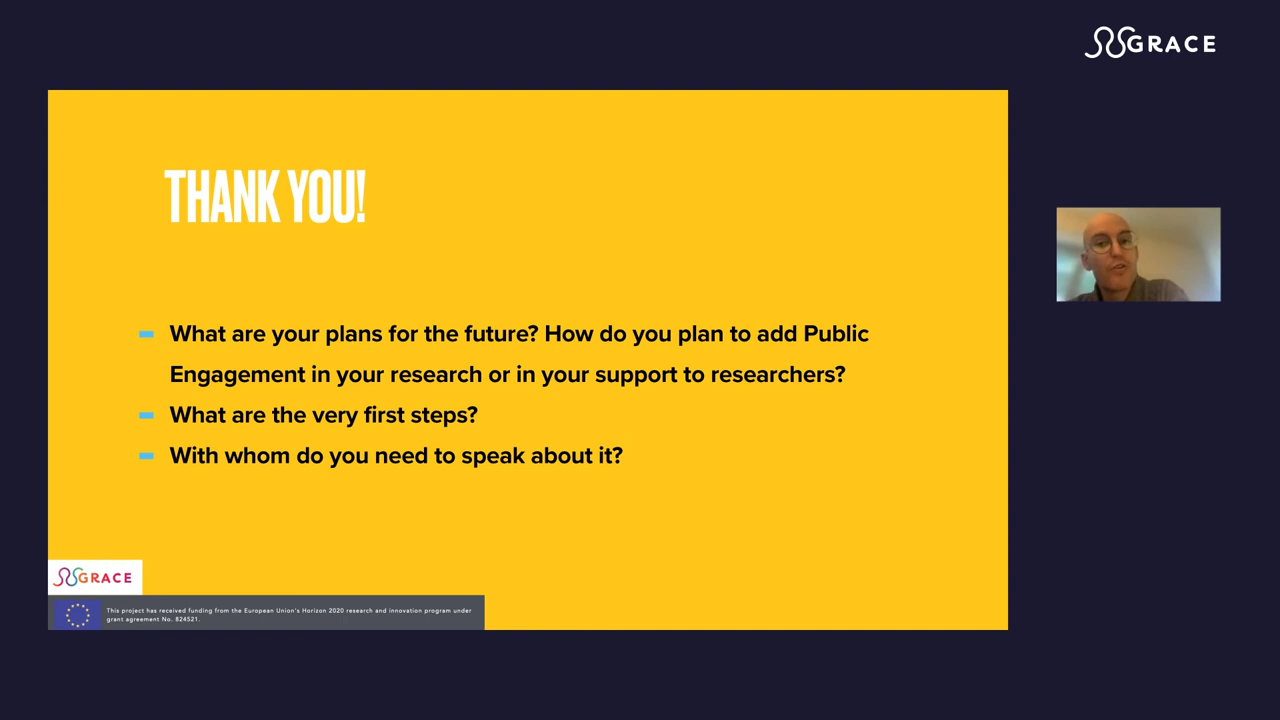 GRACE
THANK YOU!
What are your plans for the future? How do you plan to add Public
Engagement in your research or in your support to researchers?
What are the very first steps?
With whom do you need to speak about it?
GRACE
This project has received funding from the European Union's Horizon 2020 research and innovation program under
grant agreement No. 824521.